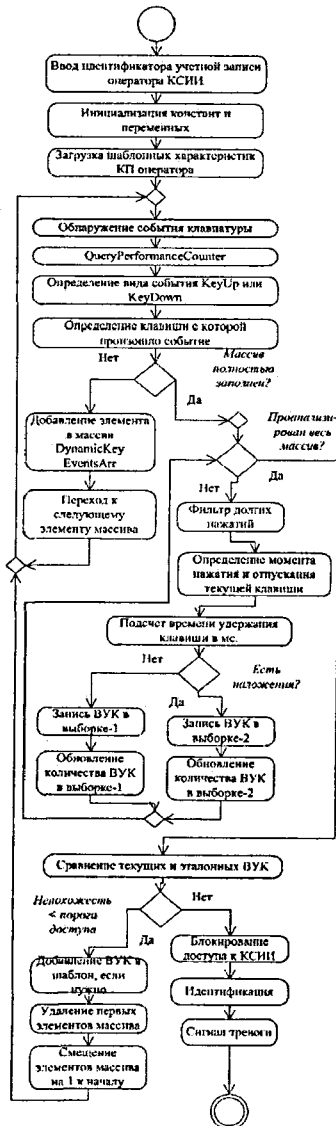 Ввод идентификатора учетной записи
оператора КСИИ
Инициализация констант и
переменных
Загрузка шаблонных характеристик
КП оператора
Обнаружение события клавиатуры
QueryPerformanceCounter
Определение вида события KeyUp или
KeyDown
Определение клавиши с которой
произошло событие
Нет
Массив
полностью
заполнен?
Да
Добавление элемента
в массив
DynamicKey
EventsArr
Переход к
следующему
элементу массива
Проанализи-
рован весь
массив?
Да
Нет
Фильтр долгих
нажатий
Определение момента
нажатия и отпускания
текущей клавиши
Подсчет времени удержания
клавиши в мс.
Нет
Есть
наложения?
Да
Запись ВУК в
выборке-1
Обновление
количества ВУК
в выборке-1
Запись ВУК в
выборке-2
Обновление
количества ВУК
в выборке-2
Сравнение текущих и эталонных ВУК
Непохожесть
< порога
доступа
Нет
Да
Добавление ВУК в
шаблон, если
нужно
Удаление первых
элементов массива
Смещение
элементов массива
на 1 к началу
Блокирование
доступа к КСИИ
Идентификация
Сигнал тревоги